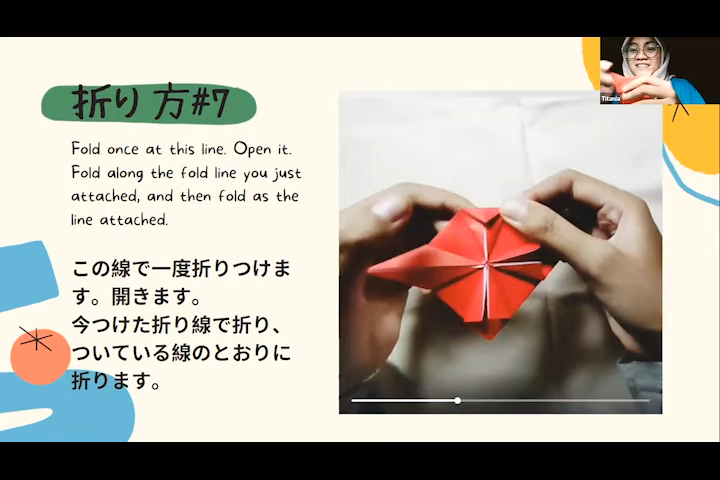 折り方#7
Fold once at this line. Open it.
Fold along the fold line you just
attached, and then fold as the
line attached.
この線で一度折りつけま
す。開きます。
今つけた折り線で折り、
ついている線のとおりに
折ります。
Titania